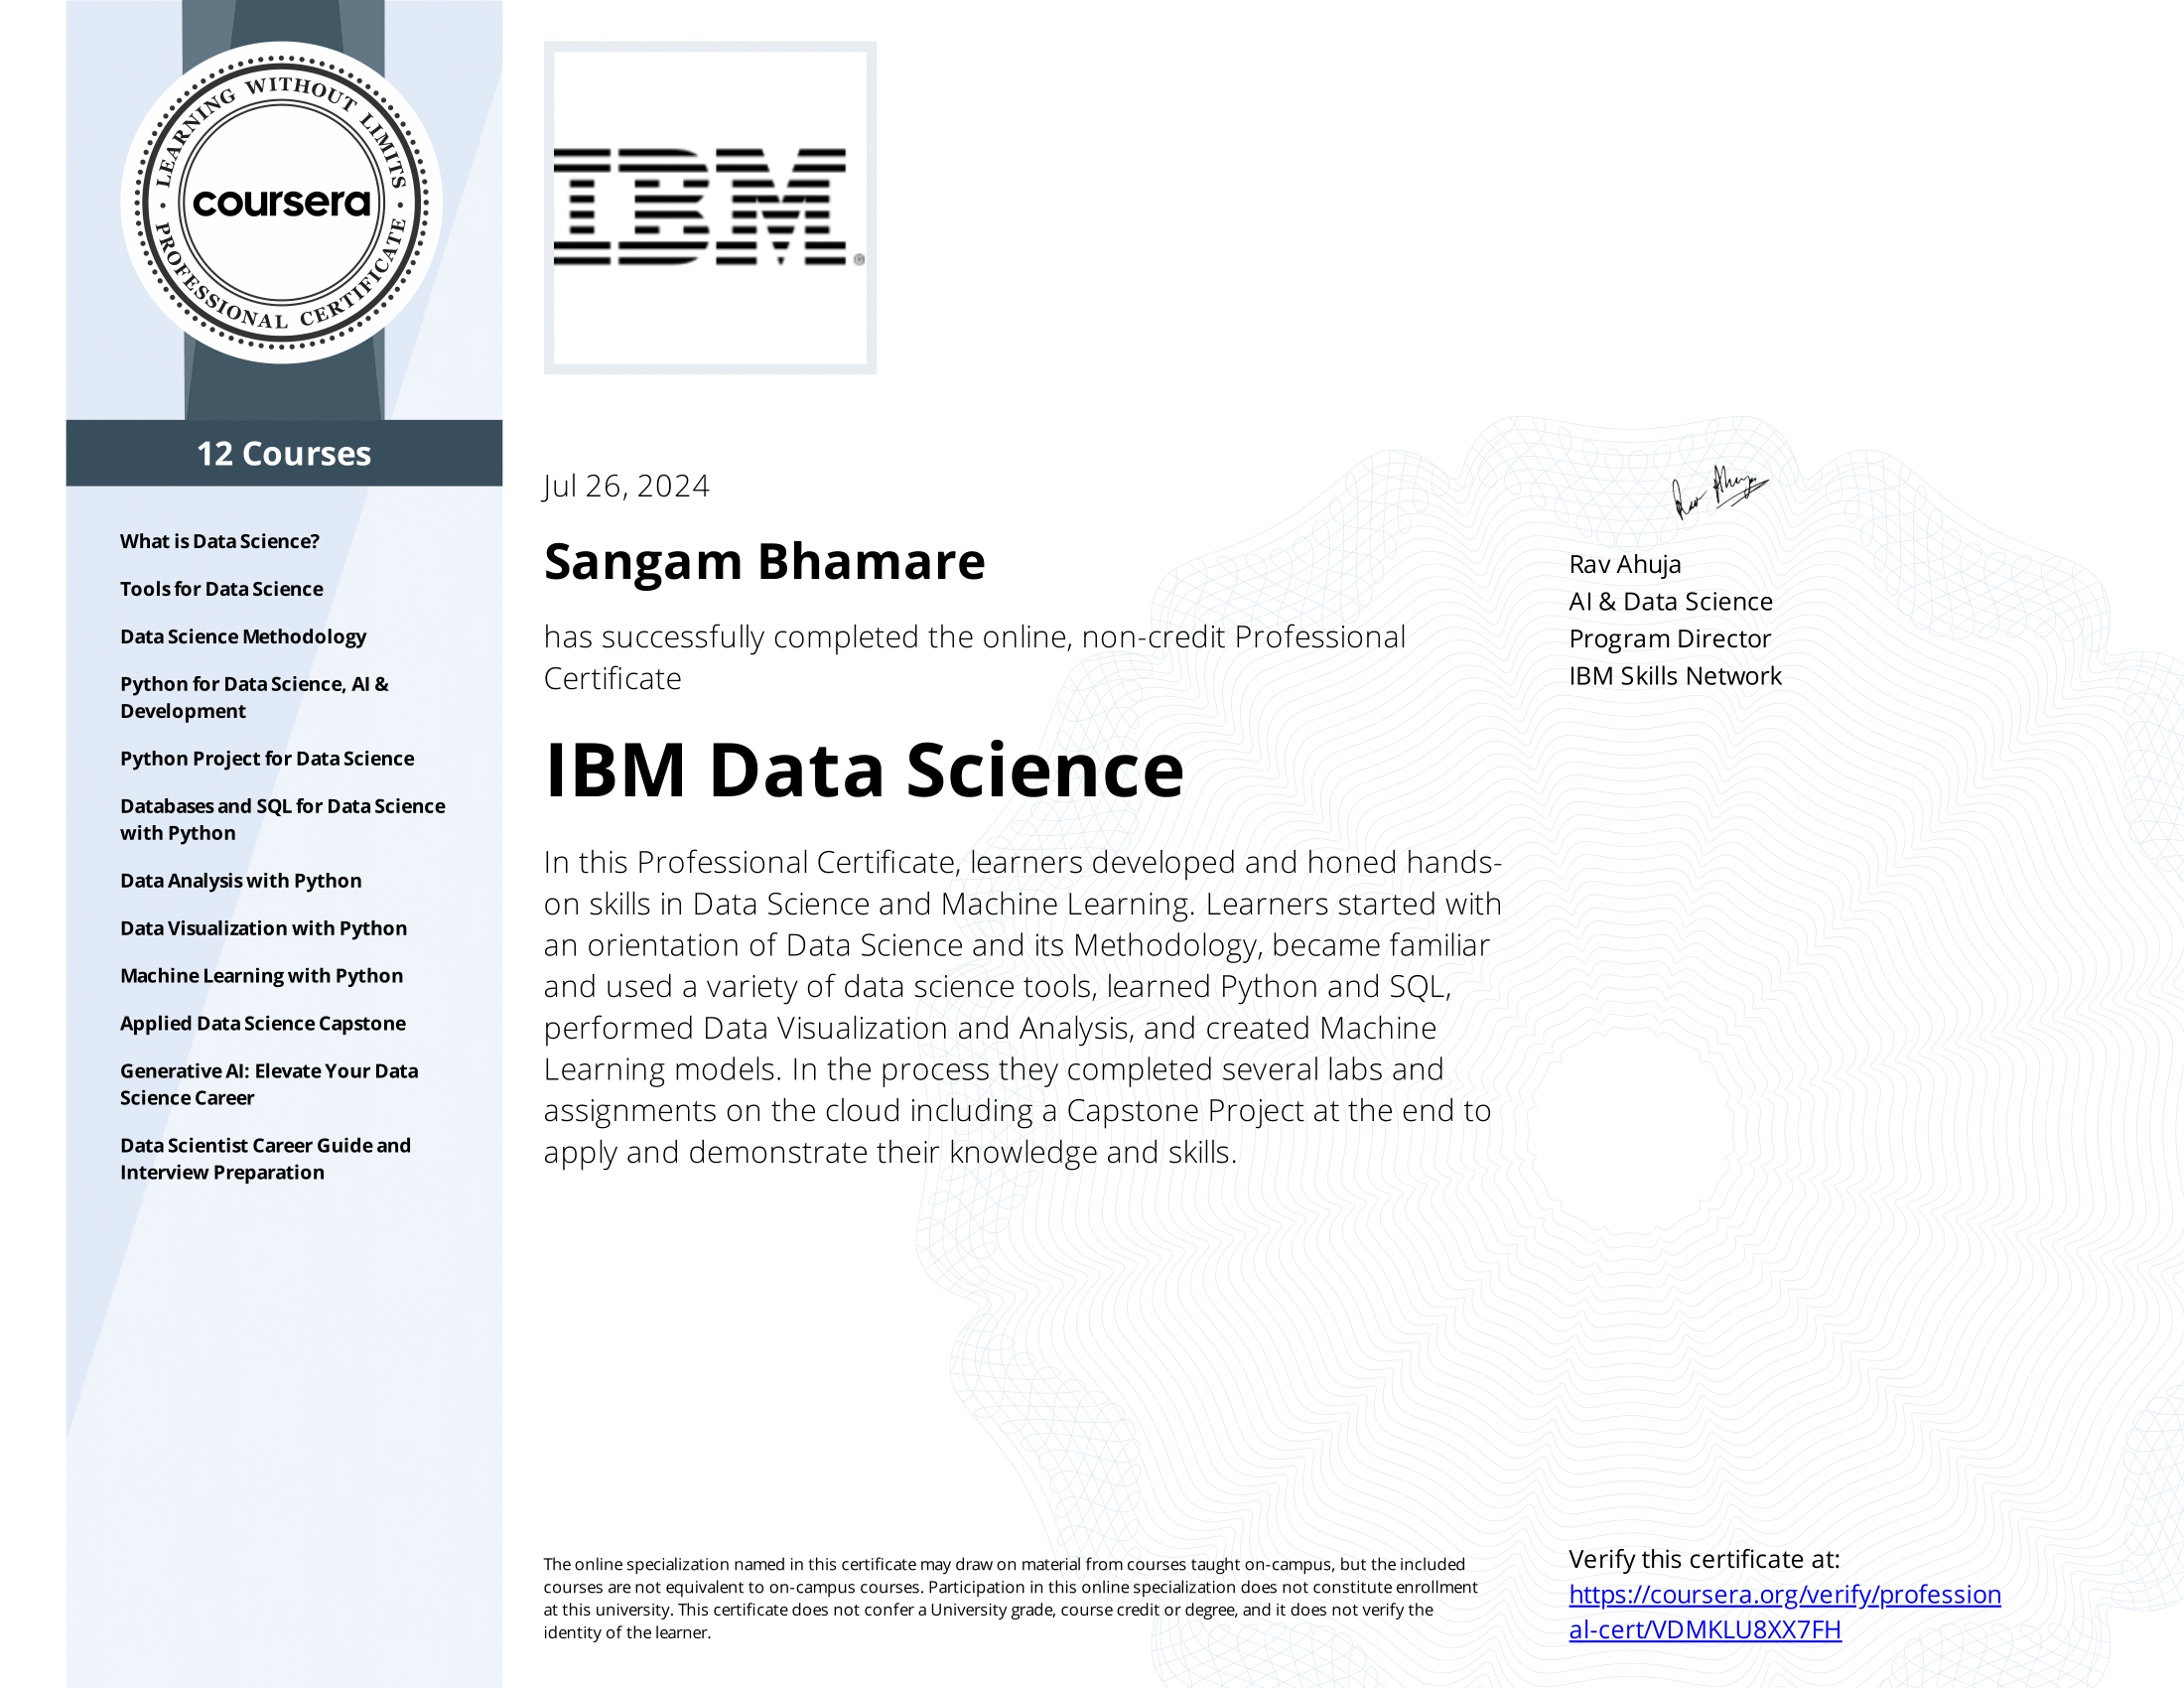 LEARNING WITHOUT LIMITS
coursera
PROFESSIONAL CERTIFICATE
12 Courses
What is Data Science?
Tools for Data Science
Data Science Methodology
Python for Data Science, AI &
Development
Python Project for Data Science
Databases and SQL for Data Science
with Python
Data Analysis with Python
Data Visualization with Python
Machine Learning with Python
Applied Data Science Capstone
Generative AI: Elevate Your Data
Science Career
Data Scientist Career Guide and
Interview Preparation
IBM®
Jul 26, 2024
Sangam Bhamare
has successfully completed the online, non-credit Professional
Certificate
IBM Data Science
In this Professional Certificate, learners developed and honed hands-
on skills in Data Science and Machine Learning. Learners started with
an orientation of Data Science and its Methodology, became familiar
and used a variety of data science tools, learned Python and SQL,
performed Data Visualization and Analysis, and created Machine
Learning models. In the process they completed several labs and
assignments on the cloud including a Capstone Project at the end to
apply and demonstrate their knowledge and skills.
Rav Ahuja
Rav Ahuja
AI & Data Science
Program Director
IBM Skills Network
The online specialization named in this certificate may draw on material from courses taught on-campus, but the included
courses are not equivalent to on-campus courses. Participation in this online specialization does not constitute enrollment
at this university. This certificate does not confer a University grade, course credit or degree, and it does not verify the
identity of the learner.
Verify this certificate at:
https://coursera.org/verify/profession
al-cert/VDMKLU8XX7FH